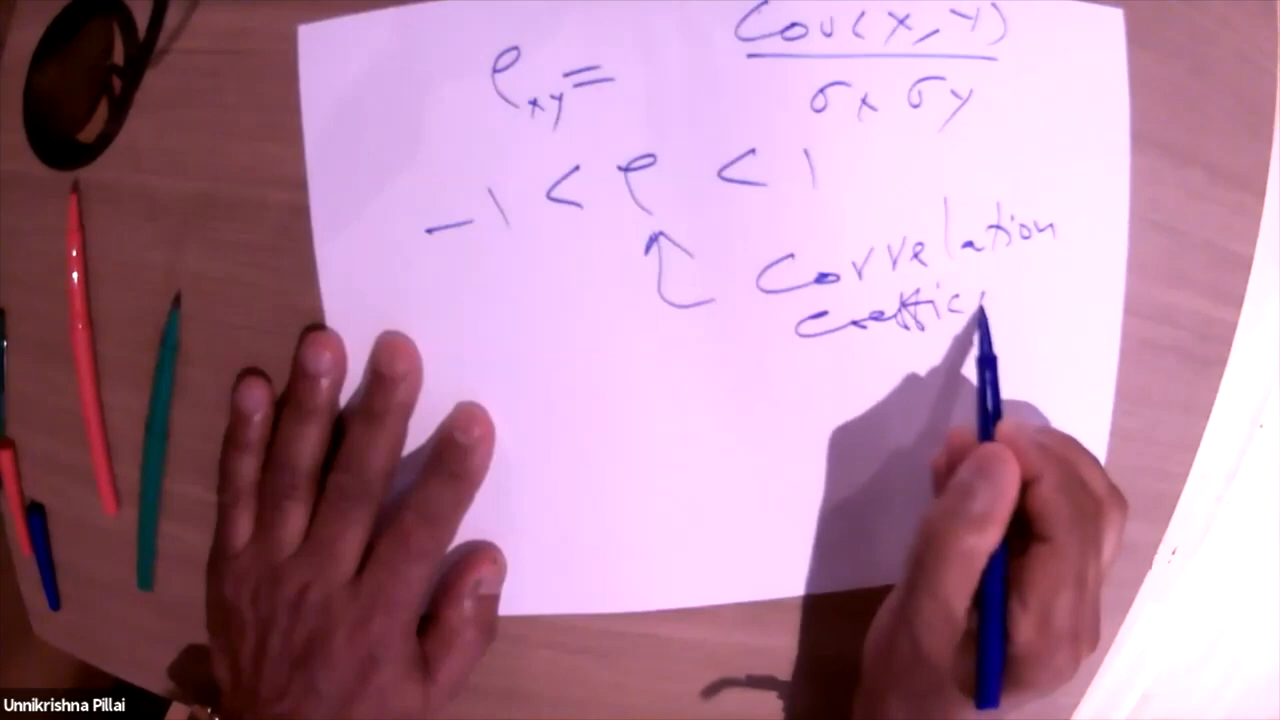 ρxy = Cov(x,y) / σx σy
-1 < ρ < 1
Correlation
coeffici
Unnikrishna Pillai